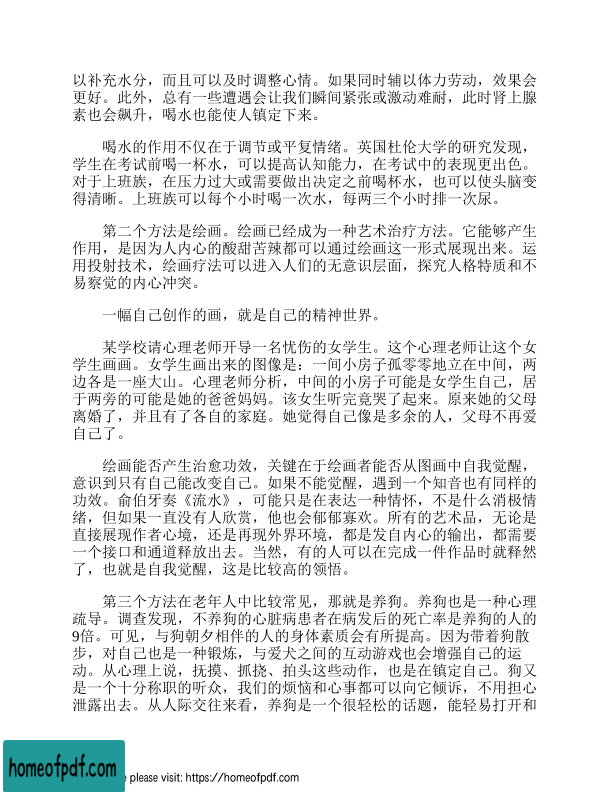 以补充水分，而且可以及时调整心情。如果同时辅以体力劳动，效果会
更好。此外，总有一些遭遇会让我们瞬间紧张或激动难耐，此时肾上腺
素也会飙升，喝水也能使人镇定下来。
喝水的作用不仅在于调节或平复情绪。英国杜伦大学的研究发现，
学生在考试前喝一杯水，可以提高认知能力，在考试中的表现更出色。
对于上班族，在压力过大或需要做出决定之前喝杯水，也可以使头脑变
得清晰。上班族可以每个小时喝一次水，每两三个小时排一次尿。
第二个方法是绘画。绘画已经成为一种艺术治疗方法。它能够产生
作用，是因为人内心的酸甜苦辣都可以通过绘画这一形式展现出来。运
用投射技术，绘画疗法可以进入人们的无意识层面，探究人格特质和不
易察觉的内心冲突。
一幅自己创作的画，就是自己的精神世界。
某学校请心理老师开导一名忧伤的女学生。这个心理老师让这个女
学生画画。女学生画出来的图像是：一间小房子孤零零地立在中间，两
边各是一座大山。心理老师分析，中间的小房子可能是女学生自己，居
于两旁的可能是她的爸爸妈妈。该女生听完竟哭了起来。原来她的父母
离婚了，并且有了各自的家庭。她觉得自己像是多余的人，父母不再爱
自己了。
绘画能否产生治愈功效，关键在于绘画者能否从图画中自我觉醒，
意识到只有自己能改变自己。如果不能觉醒，遇到一个知音也有同样的
功效。俞伯牙奏《流水》，可能只是在表达一种情怀，不是什么消极情
绪，但如果一直没有人欣赏，他也会郁郁寡欢。所有的艺术品，无论是
直接展现作者心境，还是再现外界环境，都是发自内心的输出，都需要
一个接口和通道释放出去。当然，有的人可以在完成一件作品时就释然
了，也就是自我觉醒，这是比较高的领悟。
第三个方法在老年人中比较常见，那就是养狗。养狗也是一种心理
疏导。调查发现，不养狗的心脏病患者在病发后的死亡率是养狗的人的
9倍。可见，与狗朝夕相伴的人的身体素质会有所提高。因为带着狗散
步，对自己也是一种锻炼，与爱犬之间的互动游戏也会增强自己的运
动。从心理上说，抚摸、抓挠、拍头这些动作，也是在镇定自己。狗又
是一个十分称职的听众，我们的烦恼和心事都可以向它倾诉，不用担心
泄露出去。从人际交往来看，养狗是一个很轻松的话题，能轻易打开和
homeofpdf.com
please visit: https://homeofpdf.com